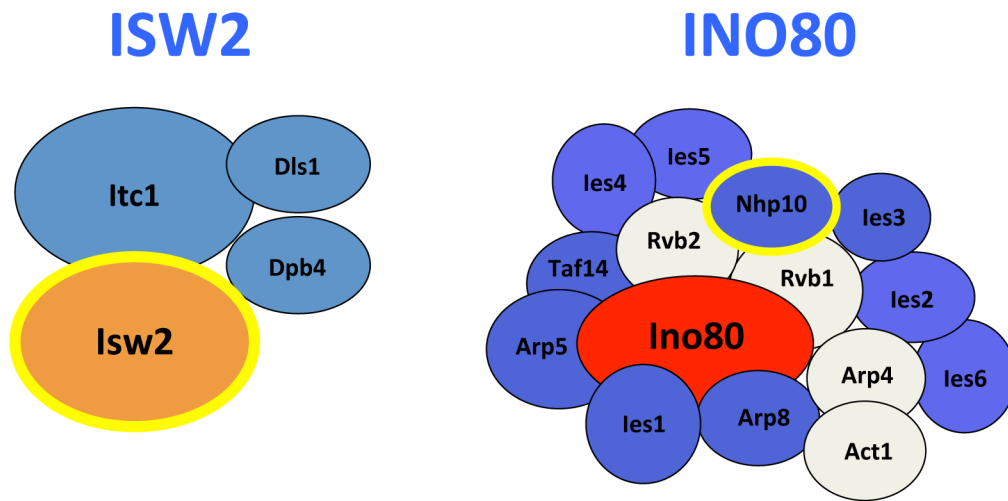 ISW2
Itc1
Dls1
Dpb4
Isw2
INO80
Ies5
Ies4
Nhp10
Ies3
Rvb2
Taf14
Rvb1
Ies2
Ino80
Arp5
Arp4
Ies6
Ies1
Arp8
Act1